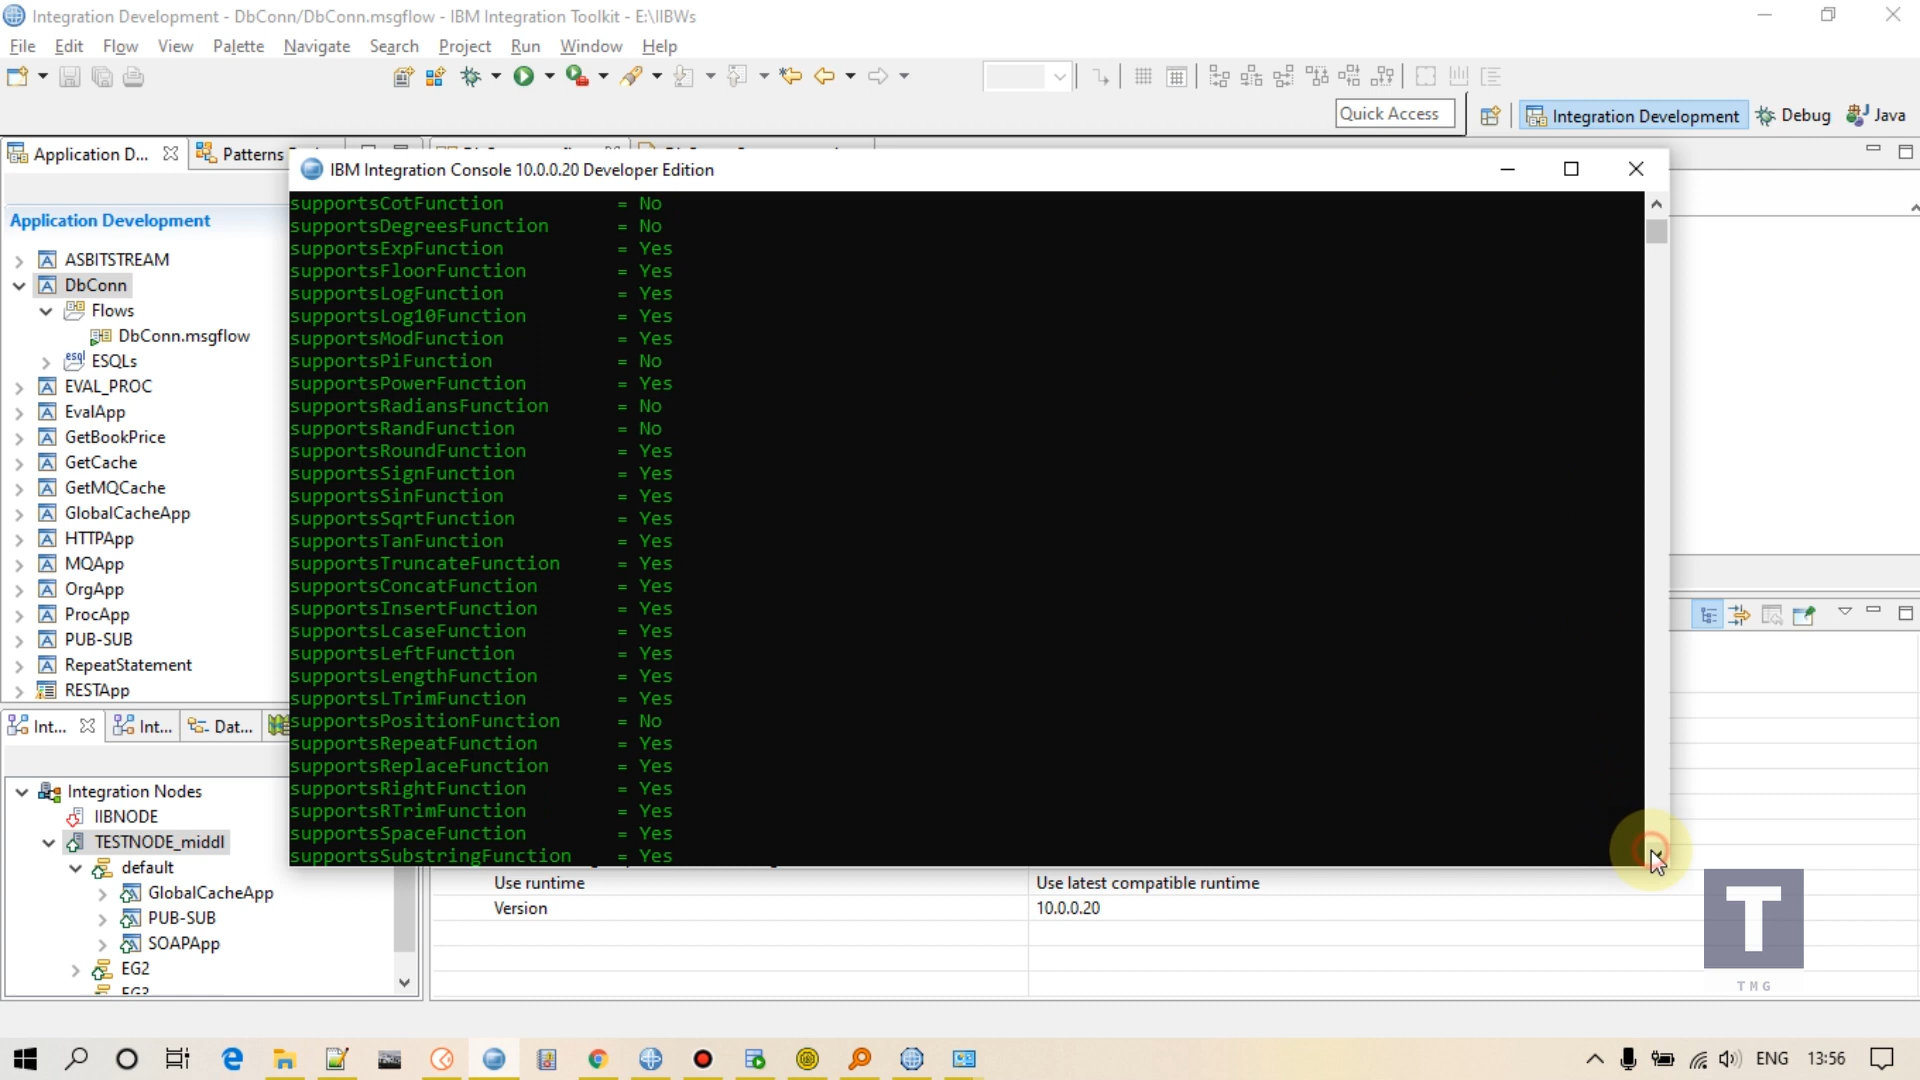 Integration Development - DbConn/DbConn.msgflow - IBM Integration Toolkit - E:\IIBWs
File Edit Flow View Palette Navigate Search Project Run Window Help
Quick Access
Integration Development
Debug
Java
Application D...
Patterns
IBM Integration Console 10.0.0.20 Developer Edition
Application Development
ASBITSTREAM
DbConn
Flows
DbConn.msgflow
ESQLs
EVAL_PROC
EvalApp
GetBookPrice
GetCache
GetMQCache
GlobalCacheApp
HTTPApp
MQApp
OrgApp
ProcApp
PUB-SUB
RepeatStatement
RESTApp
supportsCotFunction = No
supportsDegreesFunction = No
supportsExpFunction = Yes
supportsFloorFunction = Yes
supportsLogFunction = Yes
supportsLog10Function = Yes
supportsModFunction = Yes
supportsPiFunction = No
supportsPowerFunction = Yes
supportsRadiansFunction = No
supportsRandFunction = No
supportsRoundFunction = Yes
supportsSignFunction = Yes
supportsSinFunction = Yes
supportsSqrtFunction = Yes
supportsTanFunction = Yes
supportsTruncateFunction = Yes
supportsConcatFunction = Yes
supportsInsertFunction = Yes
supportsLcaseFunction = Yes
supportsLeftFunction = Yes
supportsLengthFunction = Yes
supportsLTrimFunction = Yes
supportsPositionFunction = No
supportsRepeatFunction = Yes
supportsReplaceFunction = Yes
supportsRightFunction = Yes
supportsRTrimFunction = Yes
supportsSpaceFunction = Yes
supportsSubstringFunction = Yes
Int...
Int...
Dat...
Integration Nodes
IIBNODE
TESTNODE_middl
default
GlobalCacheApp
PUB-SUB
SOAPApp
EG2
Use runtime Use latest compatible runtime
Version 10.0.0.20
T
TMG
ENG 13:56